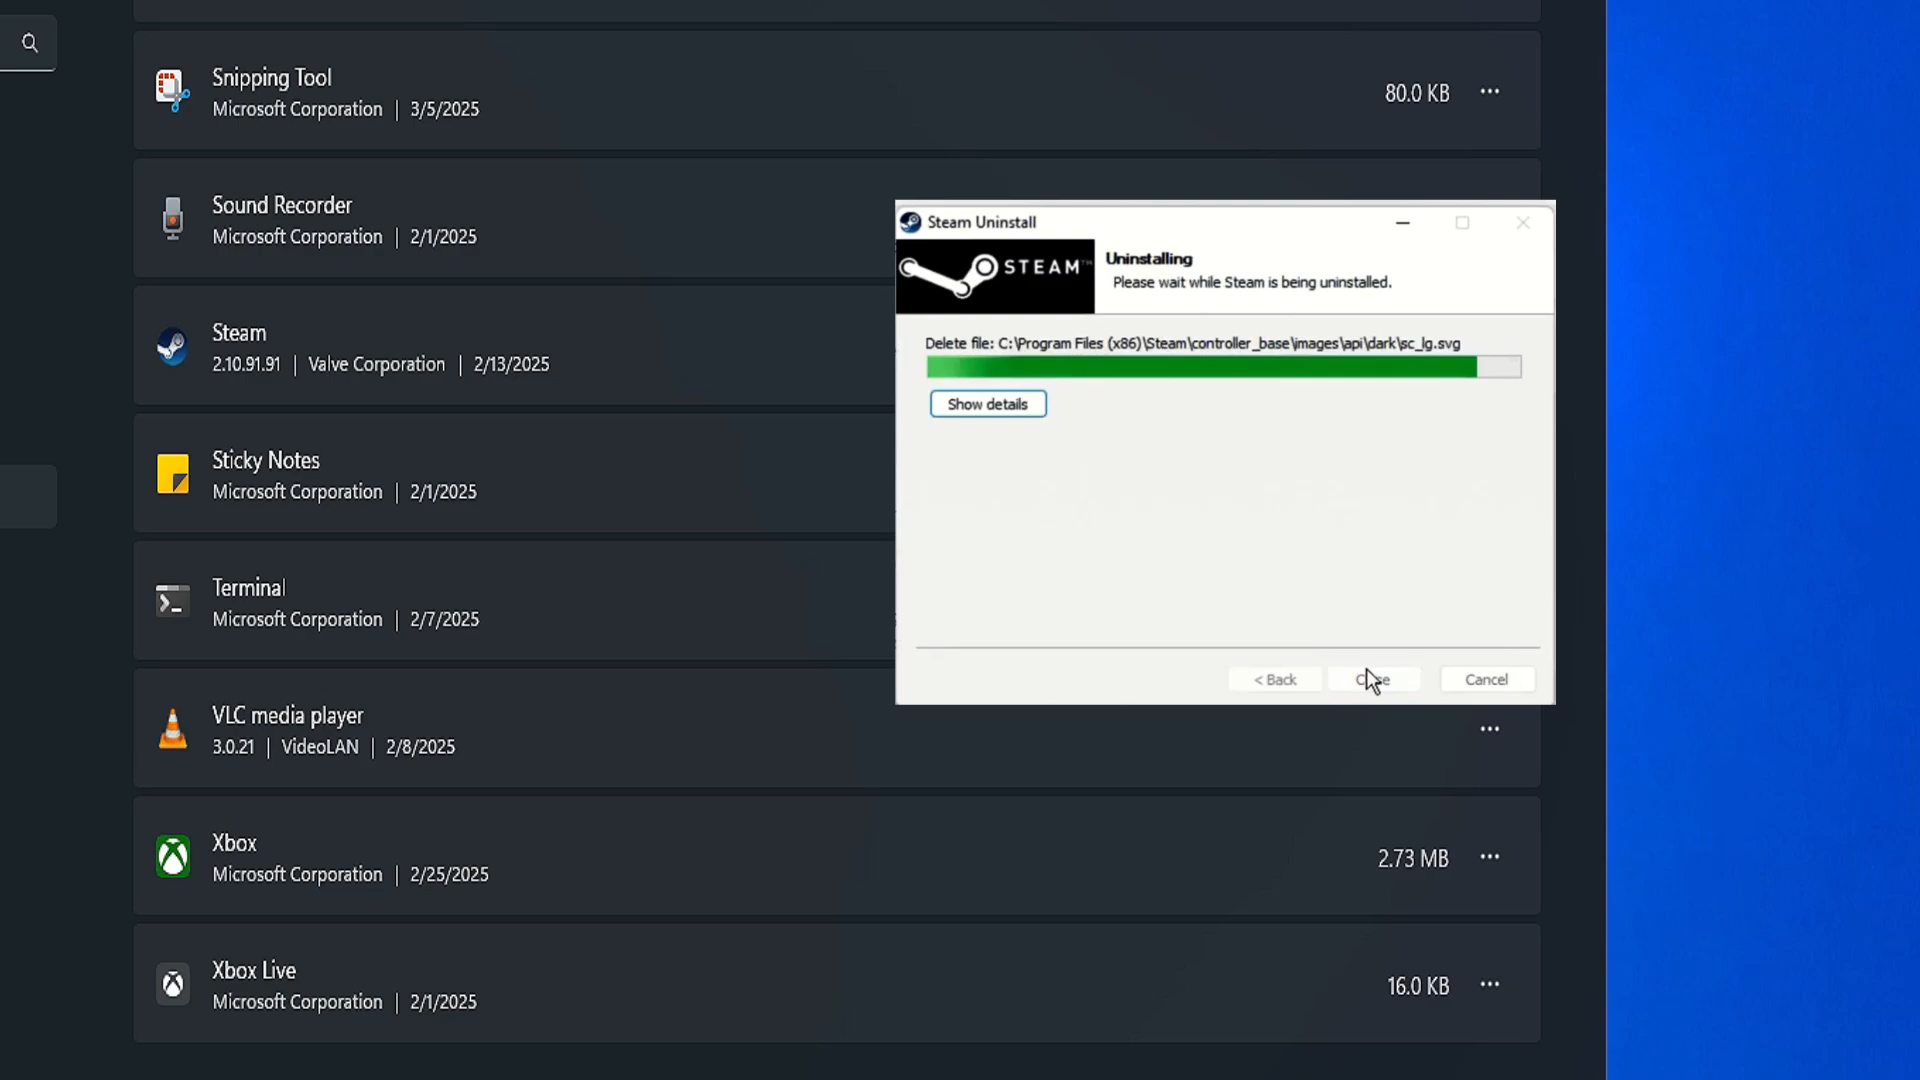 Snipping Tool
Microsoft Corporation | 3/5/2025
80.0 KB
Sound Recorder
Microsoft Corporation | 2/1/2025
Steam
2.10.91.91 | Valve Corporation | 2/13/2025
Sticky Notes
Microsoft Corporation | 2/1/2025
Terminal
Microsoft Corporation | 2/7/2025
VLC media player
3.0.21 | VideoLAN | 2/8/2025
Xbox
Microsoft Corporation | 2/25/2025
2.73 MB
Xbox Live
Microsoft Corporation | 2/1/2025
16.0 KB
Steam Uninstall
STEAM™
Uninstalling
Please wait while Steam is being uninstalled.
Delete file: C:\Program Files (x86)\Steam\controller_base\images\api\dark\sc_lg.svg
Show details
< Back
Cancel